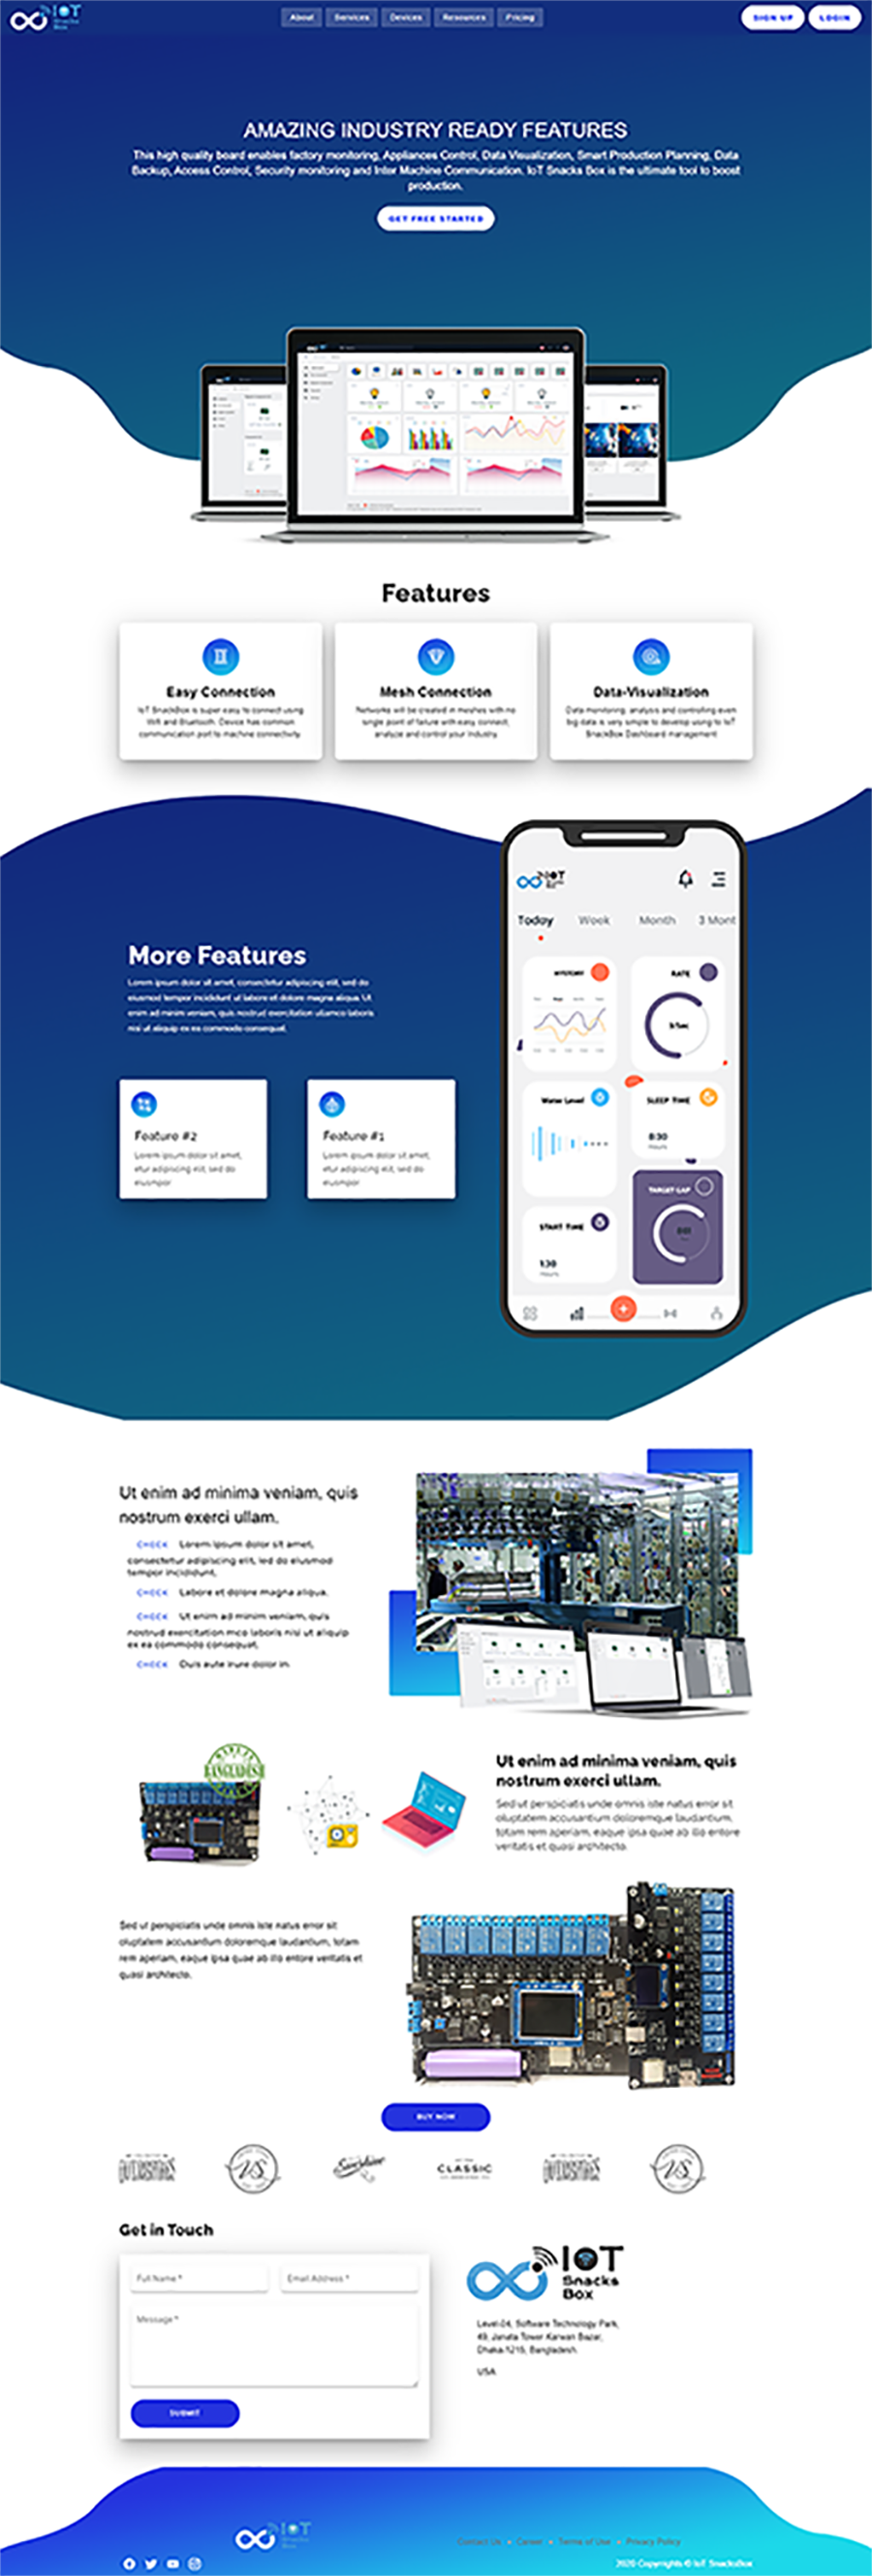 IoT
Snacks
Box
About
Services
Devices
Resources
Pricing
SIGN UP
LOGIN
AMAZING INDUSTRY READY FEATURES
This high quality board enables factory monitoring, Appliances Control, Data Visualization, Smart Production Planning, Data
Backup, Access Control, Security monitoring and Inter Machine Communication. IoT Snacks Box is the ultimate tool to boost
production.
GET FREE STARTED
Features
Easy Connection
IoT SnackBox is super easy to connect using
Wifi and Bluetooth. Device has common
communication port to machine connectivity.
Mesh Connection
Networks will be created in meshes with no
single point of failure with easy connect,
analyze and control your industry.
Data-Visualization
Data monitoring, analysis and controlling even
big data is very simple to develop using to IoT
SnackBox Dashboard management
More Features
Lorem ipsum dolor sit amet, consectetur adipiscing elit, sed do
eiusmod tempor incididunt ut labore et dolore magna aliqua. Ut
enim ad minim veniam, quis nostrud exercitation ullamco laboris
nisi ut aliquip ex ea commodo consequat.
Feature #2
Lorem ipsum dolor sit amet,
etur adipiscing elit, sed do
eiusmpor
Feature #1
Lorem ipsum dolor sit amet,
etur adipiscing elit, sed do
eiusmpor
IoT
Today
Week
Month
3 Mont
HYSTORY
RATE
Water Level
SLEEP TIME
8:30
Hours
TARGET CAP
START TIME
1:30
Hours
Ut enim ad minima veniam, quis
nostrum exerci ullam.
CHECK Lorem ipsum dolor sit amet,
consectetur adipiscing elit, led do eiusmod
tempor incididunt.
CHECK Labore et dolore magna aliqua.
CHECK Ut enim ad minim veniam, quis
nostrud exercitation mco laboris nisi ut aliquip
ex ea commodo consequat.
CHECK Duis aute irure dolor in.
BANGLADESH
Ut enim ad minima veniam, quis
nostrum exerci ullam.
Sed ut perspiciatis unde omnis iste natus error sit
oluptatem accusantium doloremque laudantium,
totam rem aperiam, eaque ipsa quae ab illo entore
veritatis et quasi architecto.
Sed ut perspiciatis unde omnis iste natus error sit
oluptatem accusantium doloremque laudantium, totam
rem aperiam, eaque ipsa quae ab illo entore veritatis et
quasi architecto.
BUY NOW
VS
Sunshine
CLASSIC
VS
Get in Touch
Full Name *
Email Address *
Message *
SUBMIT
IoT
Snacks
Box
Level-04, Software Technology Park,
49, Janata Tower Karwan Bazar,
Dhaka-1215, Bangladesh.
USA
IoT
Snacks
Box
Contact Us • Career • Terms of Use • Privacy Policy
2020 Copyrights © IoT SnacksBox